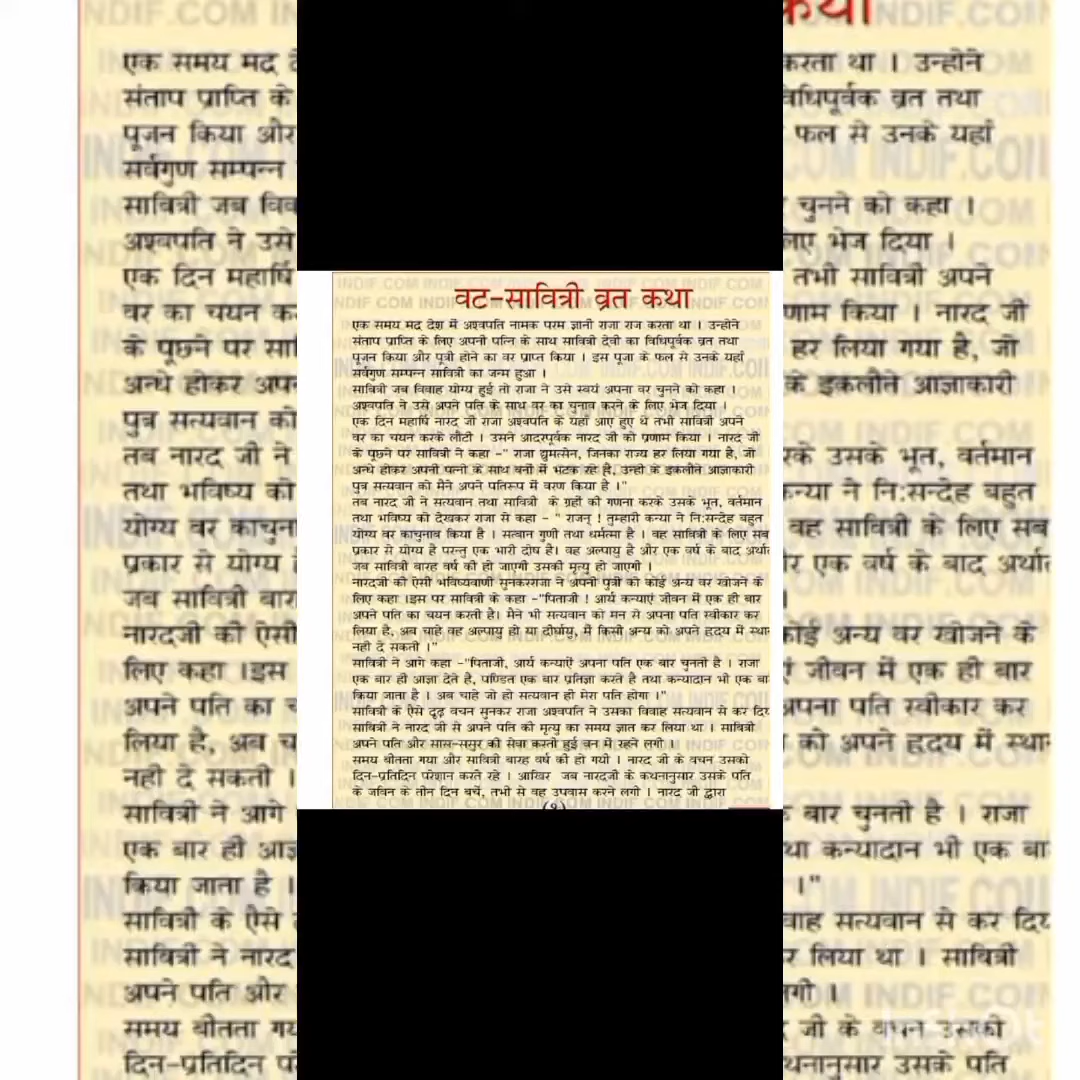 वट-सावित्री व्रत कथा
एक समय मद्र देश में अश्वपति नामक परम ज्ञानी राजा राज करता था । उन्होने
संताप प्राप्ति के लिए अपनी पत्नि के साथ सावित्री देवी का विधिपूर्वक व्रत तथा
पूजन किया और पूत्री होने का वर प्राप्त किया । इस पूजा के फल से उनके यहाँ
सर्वगुण सम्पन्न सावित्री का जन्म हुआ ।
सावित्री जब विवाह योग्य हुई तो राजा ने उसे स्वयं अपना वर चुनने को कहा ।
अश्वपति ने उसे अपने पति के साथ वर का चुनाव करने के लिए भेज दिया ।
एक दिन महार्षि नारद जी राजा अश्वपति के यहाँ आए हुए थे तभी सावित्री अपने
वर का चयन करके लौटी । उसने आदरपूर्वक नारद जी को प्रणाम किया । नारद जी
के पूछने पर सावित्री ने कहा -" राजा द्युमत्सेन, जिनका राज्य हर लिया गया है, जो
अन्धे होकर अपनी पत्नी के साथ वनों में भटक रहे है, उन्ही के इकलौते आज्ञाकारी
पुत्र सत्यवान को मैने अपने पतिरूप में वरण किया है ।"
तब नारद जी ने सत्यवान तथा सावित्री के ग्रहों की गणना करके उसके भूत, वर्तमान
तथा भविष्य को देखकर राजा से कहा - " राजन् ! तुम्हारी कन्या ने नि:सन्देह बहुत
योग्य वर काचुनाव किया है । सत्वान गुणी तथा धर्मत्मा है । वह सावित्री के लिए सब
प्रकार से योग्य है परन्तु एक भारी दोष है। वह अल्पायु है और एक वर्ष के बाद अर्थात
जब सावित्री बारह वर्ष की हो जाएगी उसकी मृत्यु हो जाएगी ।
नारदजी की ऐसी भविष्यवाणी सुनकरराजा ने अपनी पुत्री को कोई अन्य वर खोजने के
लिए कहा ।इस पर सावित्री के कहा -"पिताजी ! आर्य कन्याएं जीवन में एक ही बार
अपने पति का चयन करती है। मैने भी सत्यवान को मन से अपना पति स्वीकार कर
लिया है, अब चाहे वह अल्पायु हो या दीर्घायु, मैं किसी अन्य को अपने हृदय में स्थान
नही दे सकती ।"
सावित्री ने आगे कहा -"पिताजी, आर्य कन्याऐं अपना पति एक बार चुनती है । राजा
एक बार ही आज्ञा देते है, पण्डित एक बार प्रतिज्ञा करते है तथा कन्यादान भी एक बा
किया जाता है । अब चाहे जो हो सत्यवान ही मेरा पति होगा ।"
सावित्री के ऐसे दृढ़ वचन सुनकर राजा अश्वपति ने उसका विवाह सत्यवान से कर दिय
सावित्री ने नारद जी से अपने पति की मृत्यु का समय ज्ञात कर लिया था । सावित्री
अपने पति और सास-ससुर की सेवा करती हुई वन में रहने लगी ।
समय बीतता गया और सावित्री बारह वर्ष की हो गयी । नारद जी के वचन उसको
दिन-प्रतिदिन परेशान करते रहे । आखिर जब नारदजी के कथनानुसार उसके पति
के जविन के तीन दिन बचें, तभी से वह उपवास करने लगी । नारद जी द्वारा